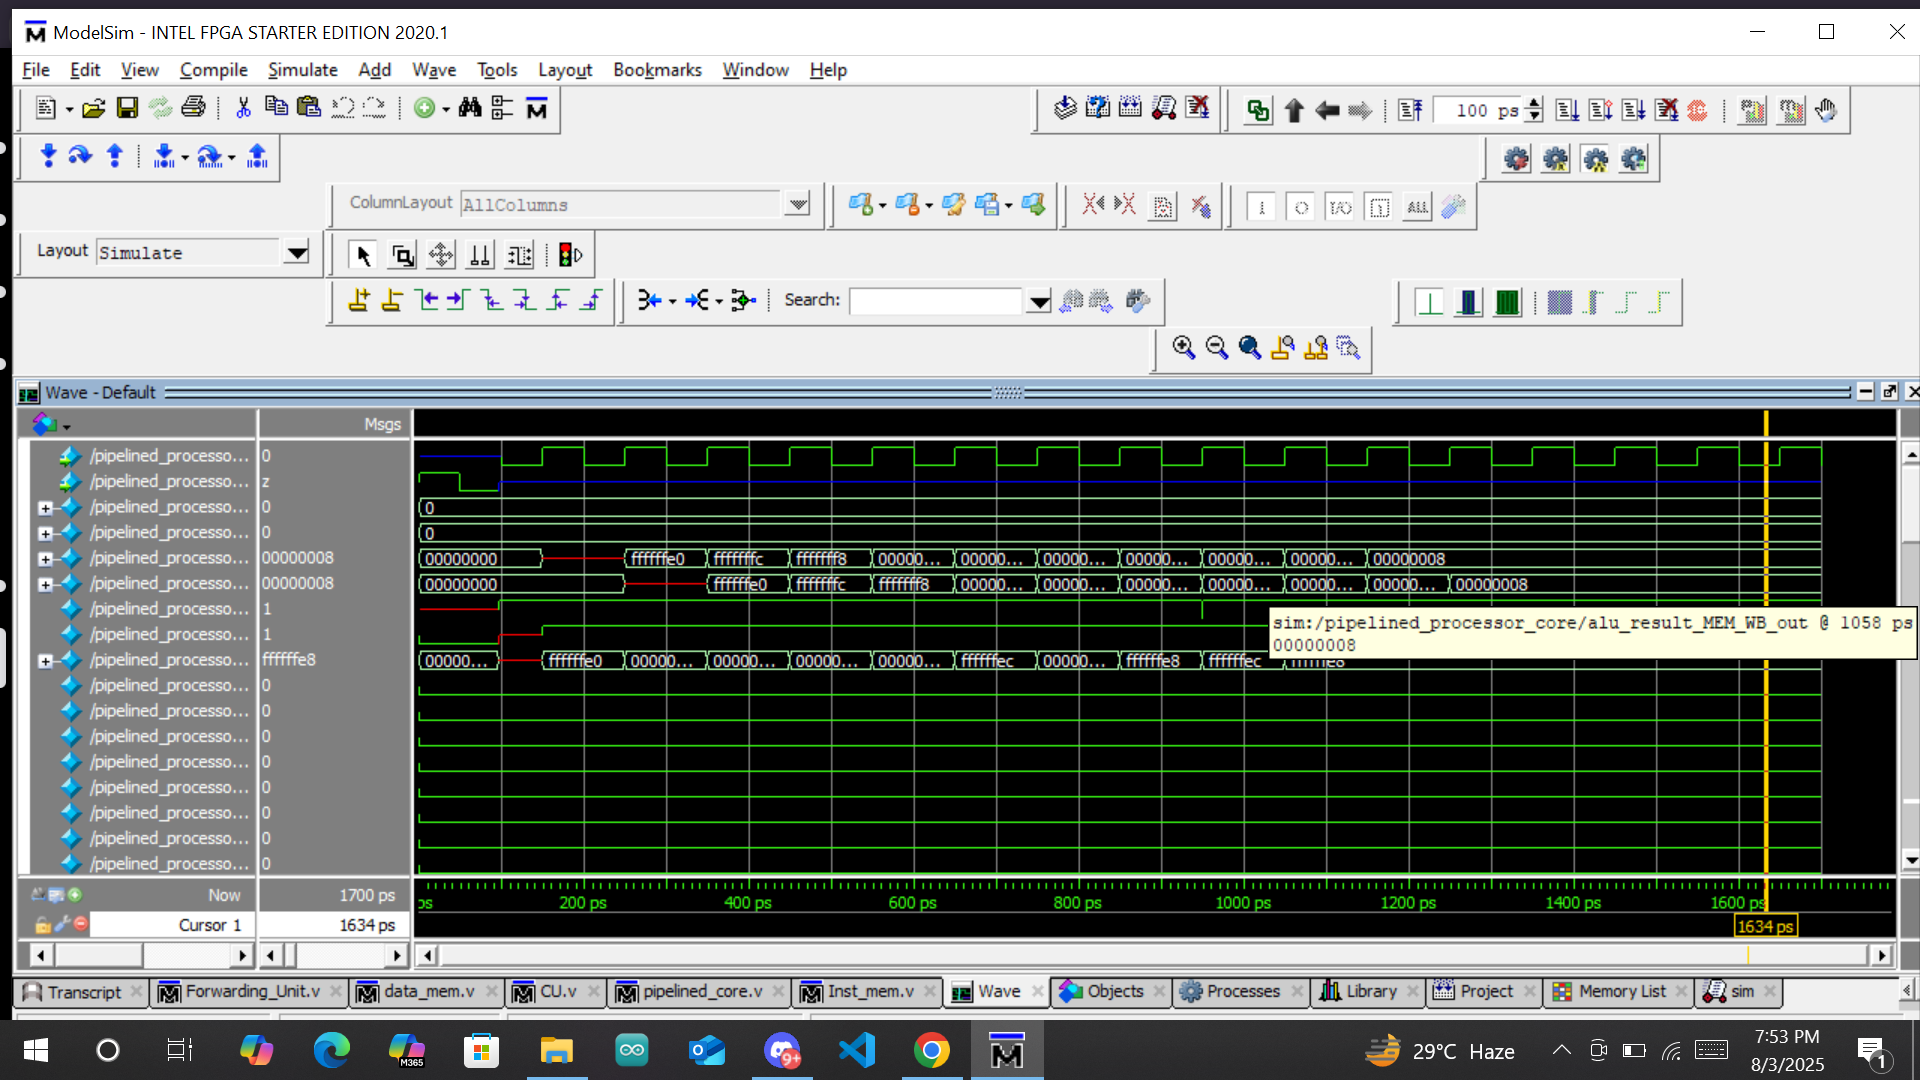 ModelSim - INTEL FPGA STARTER EDITION 2020.1
File Edit View Compile Simulate Add Wave Tools Layout Bookmarks Window Help
100 ps
ColumnLayout AllColumns
ALL
Layout Simulate
Search:
Wave - Default
Msgs
/pipelined_processo... 0
/pipelined_processo... z
/pipelined_processo... 0 0
/pipelined_processo... 0 0
/pipelined_processo... 00000008 00000000 ffffffe0 fffffffc fffffff8 00000... 00000... 00000... 00000... 00000... 00000... 00000008
/pipelined_processo... 00000008 00000000 ffffffe0 fffffffc fffffff8 00000... 00000... 00000... 00000... 00000... 00000... 00000008
/pipelined_processo... 1
sim:/pipelined_processor_core/alu_result_MEM_WB_out @ 1058 ps
00000008
/pipelined_processo... 1
/pipelined_processo... ffffffe8 00000... ffffffe0 00000... 00000... 00000... 00000... ffffffec 00000... ffffffe8 ffffffec ffffffe8
/pipelined_processo... 0
/pipelined_processo... 0
/pipelined_processo... 0
/pipelined_processo... 0
/pipelined_processo... 0
/pipelined_processo... 0
/pipelined_processo... 0
/pipelined_processo... 0
Now 1700 ps ps 200 ps 400 ps 600 ps 800 ps 1000 ps 1200 ps 1400 ps 1600 ps
Cursor 1 1634 ps 1634 ps
Transcript Forwarding_Unit.v data_mem.v CU.v pipelined_core.v Inst_mem.v Wave Objects Processes Library Project Memory List sim
M365
9+
29°C Haze
7:53 PM
8/3/2025
1